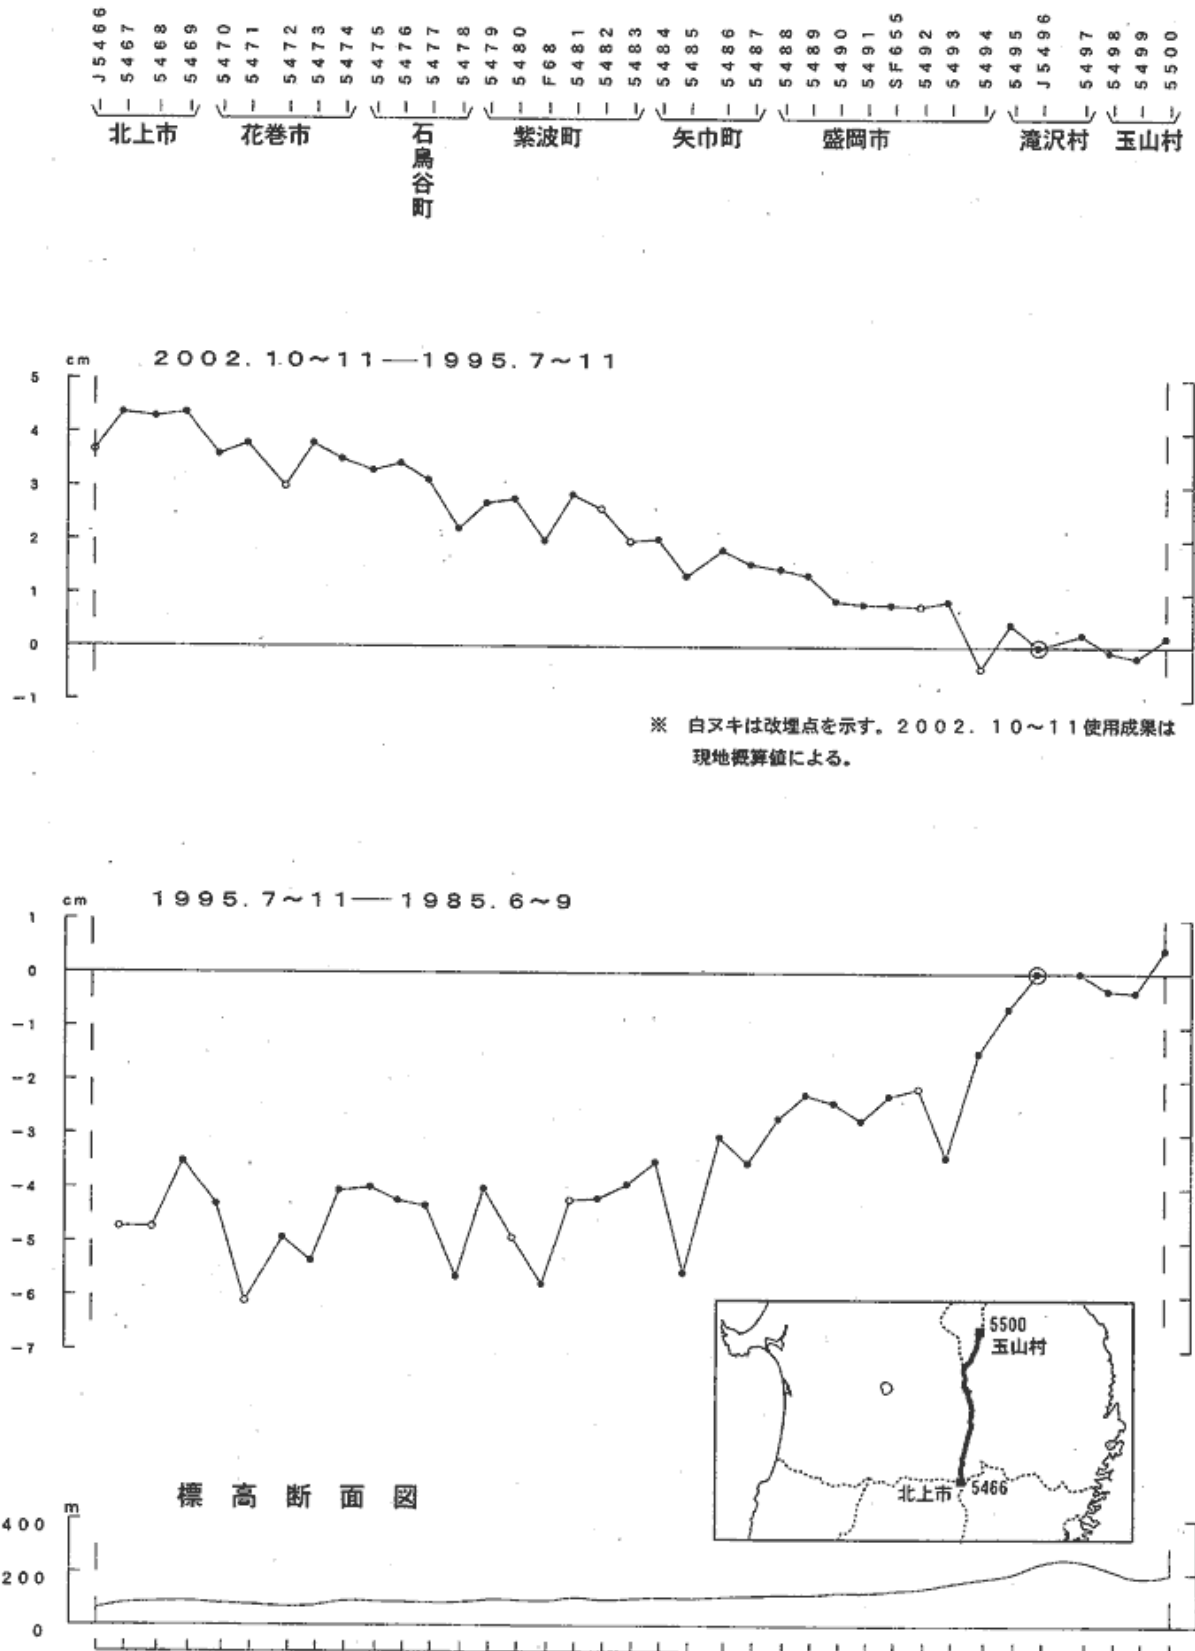 J5466 5467 5468 5469 5470 5471 5472 5473 5474 5475 5476 5477 5478 5479 5480 F68 5481 5482 5483 5484 5485 5486 5487 5488 5489 5490 5491 SF655 5492 5493 5494 5495 J5496 5497 5498 5499 5500
北上市 花巻市 石鳥谷町 紫波町 矢巾町 盛岡市 滝沢村 玉山村
cm 2002.10~11—1995.7~11
5
4
3
2
1
0
-1
※ 白ヌキは改埋点を示す。2002.10~11使用成果は
現地概算値による。
cm 1995.7~11—1985.6~9
1
0
-1
-2
-3
-4
-5
-6
-7
5500
玉山村
北上市 5466
標高断面図
m
400
200
0